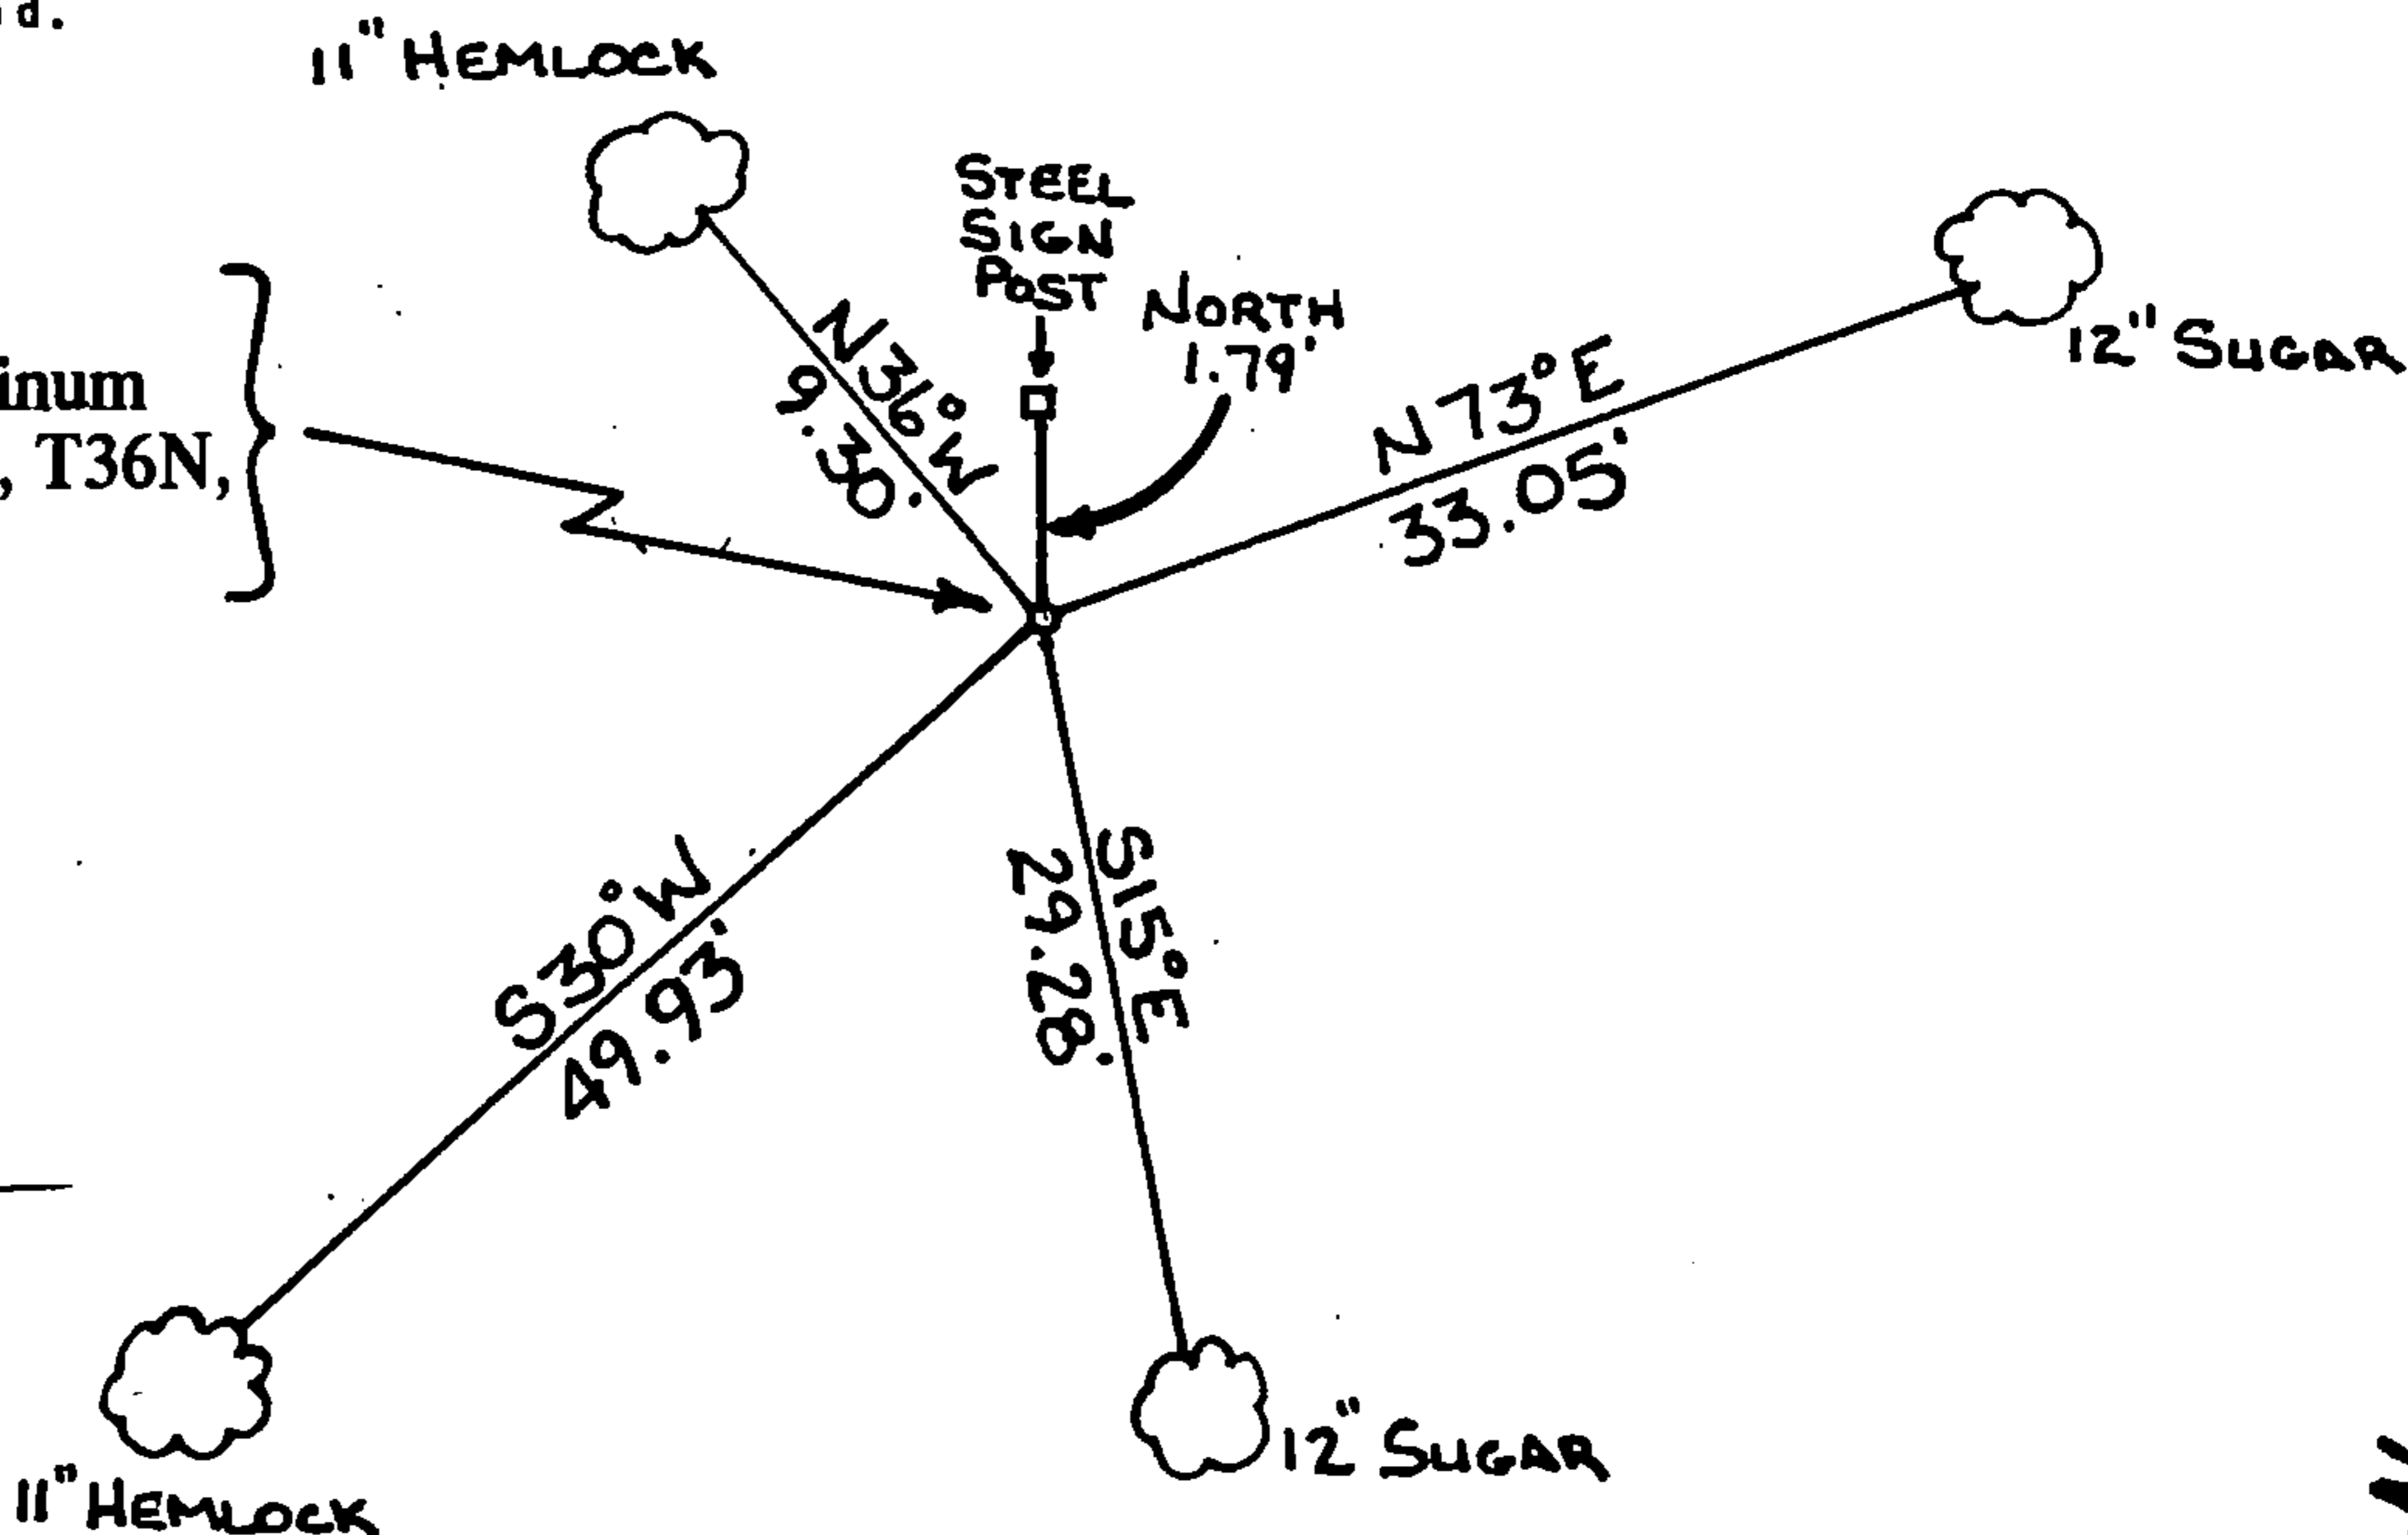 d.
11" HEMLOCK
STEEL
SIGN
POST
NORTH
1.79'
12" SUGAR
N36°W
9.30'
N73°E
33.05'
inum
, T36N,
S30°W
49.93'
S15°E
29.28'
12" SUGAR
11" HEMLOCK